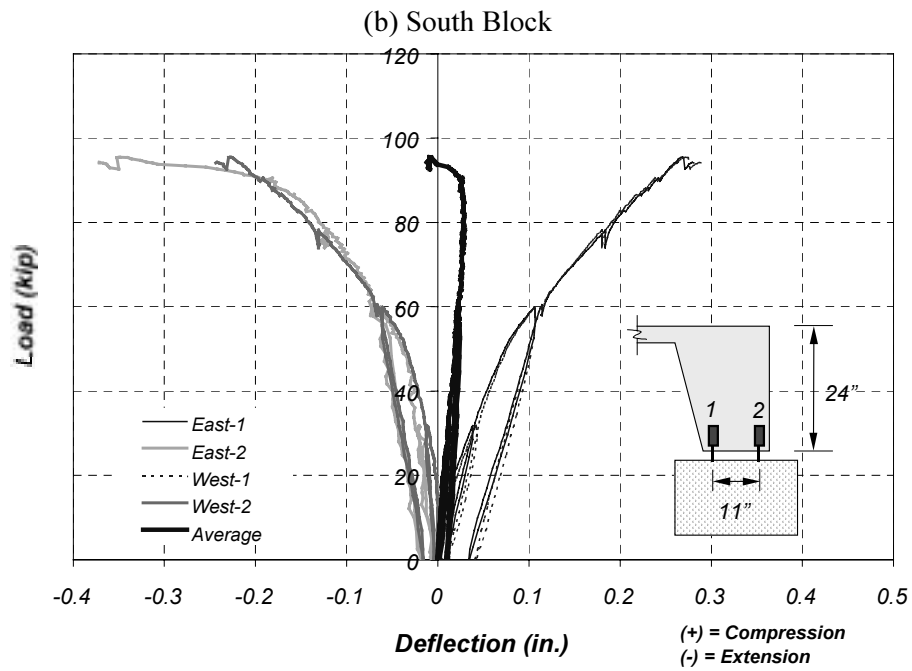 (b) South Block
120
100
80
60
40
20
0
Load (kip)
East-1
East-2
West-1
West-2
Average
1 2
24”
11”
-0.4 -0.3 -0.2 -0.1 0 0.1 0.2 0.3 0.4 0.5
Deflection (in.)
(+) = Compression
(-) = Extension